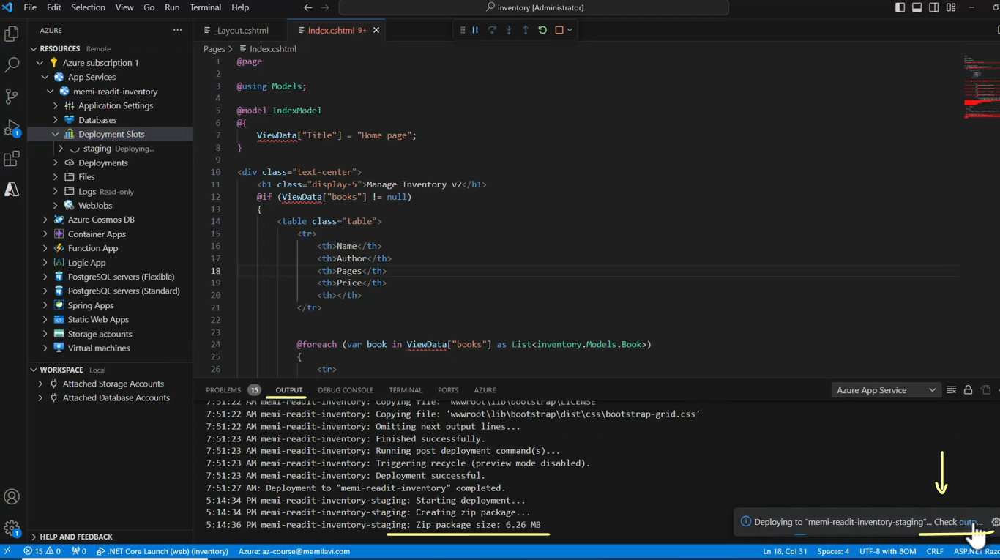 File Edit Selection View Go Run Terminal Help
inventory [Administrator]
AZURE
RESOURCES Remote
Azure subscription 1
App Services
memi-readit-inventory
Application Settings
Databases
Deployment Slots
staging Deploying...
Deployments
Files
Logs Read-only
WebJobs
Azure Cosmos DB
Container Apps
Function App
Logic App
PostgreSQL servers (Flexible)
PostgreSQL servers (Standard)
Spring Apps
Static Web Apps
Storage accounts
Virtual machines
WORKSPACE Local
Attached Storage Accounts
Attached Database Accounts
HELP AND FEEDBACK
_Layout.cshtml
Index.cshtml 9+
Pages > Index.cshtml
1 @page
2
3 @using Models;
4
5 @model IndexModel
6 @{
7 ViewData["Title"] = "Home page";
8 }
9
10 <div class="text-center">
11 <h1 class="display-5">Manage Inventory v2</h1>
12 @if (ViewData["books"] != null)
13 {
14 <table class="table">
15 <tr>
16 <th>Name</th>
17 <th>Author</th>
18 <th>Pages</th>
19 <th>Price</th>
20 <th></th>
21 </tr>
22
23
24 @foreach (var book in ViewData["books"] as List<inventory.Models.Book>)
25 {
26 <tr>
PROBLEMS 15 OUTPUT DEBUG CONSOLE TERMINAL PORTS AZURE
Azure App Service
7:51:22 AM memi-readit-inventory: Copying file: 'wwwroot\lib\bootstrap\LICENSE'
7:51:22 AM memi-readit-inventory: Copying file: 'wwwroot\lib\bootstrap\dist\css\bootstrap-grid.css'
7:51:22 AM memi-readit-inventory: Omitting next output lines...
7:51:23 AM memi-readit-inventory: Finished successfully.
7:51:23 AM memi-readit-inventory: Running post deployment command(s)...
7:51:23 AM memi-readit-inventory: Triggering recycle (preview mode disabled).
7:51:23 AM memi-readit-inventory: Deployment successful.
7:51:27 AM: Deployment to "memi-readit-inventory" completed.
5:14:34 PM memi-readit-inventory-staging: Starting deployment...
5:14:34 PM memi-readit-inventory-staging: Creating zip package...
5:14:36 PM memi-readit-inventory-staging: Zip package size: 6.26 MB
Deploying to "memi-readit-inventory-staging"... Check outp...
1
1
15 0 0 .NET Core Launch (web) (inventory) Azure: az-course@memilavi.com
Ln 18, Col 31 Spaces: 4 UTF-8 with BOM CRLF ASP.NET Razo